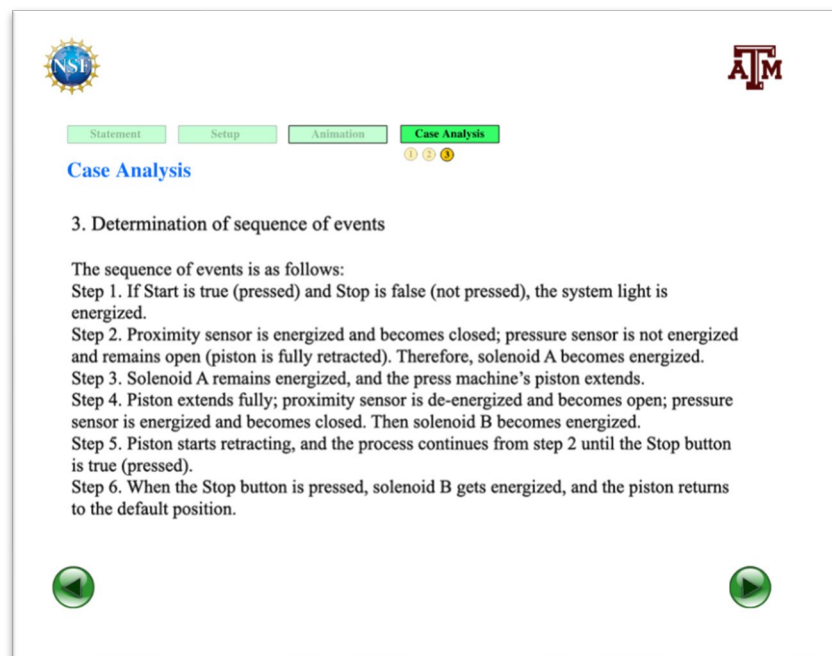 NSF
ATM
Statement
Setup
Animation
Case Analysis
1
2
3
Case Analysis
3. Determination of sequence of events
The sequence of events is as follows:
Step 1. If Start is true (pressed) and Stop is false (not pressed), the system light is
energized.
Step 2. Proximity sensor is energized and becomes closed; pressure sensor is not energized
and remains open (piston is fully retracted). Therefore, solenoid A becomes energized.
Step 3. Solenoid A remains energized, and the press machine’s piston extends.
Step 4. Piston extends fully; proximity sensor is de-energized and becomes open; pressure
sensor is energized and becomes closed. Then solenoid B becomes energized.
Step 5. Piston starts retracting, and the process continues from step 2 until the Stop button
is true (pressed).
Step 6. When the Stop button is pressed, solenoid B gets energized, and the piston returns
to the default position.